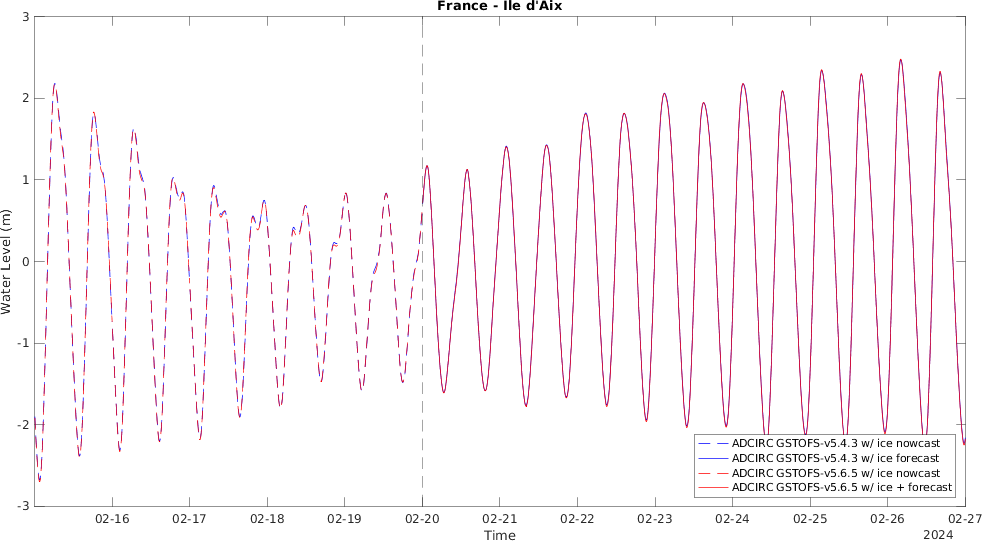 France - Ile d'Aix
3
2
1
0
-1
-2
-3
Water Level (m)
ADCIRC GSTOFS-v5.4.3 w/ ice nowcast
ADCIRC GSTOFS-v5.4.3 w/ ice forecast
ADCIRC GSTOFS-v5.6.5 w/ ice nowcast
ADCIRC GSTOFS-v5.6.5 w/ ice + forecast
02-16 02-17 02-18 02-19 02-20 02-21 02-22 02-23 02-24 02-25 02-26 02-27
Time
2024